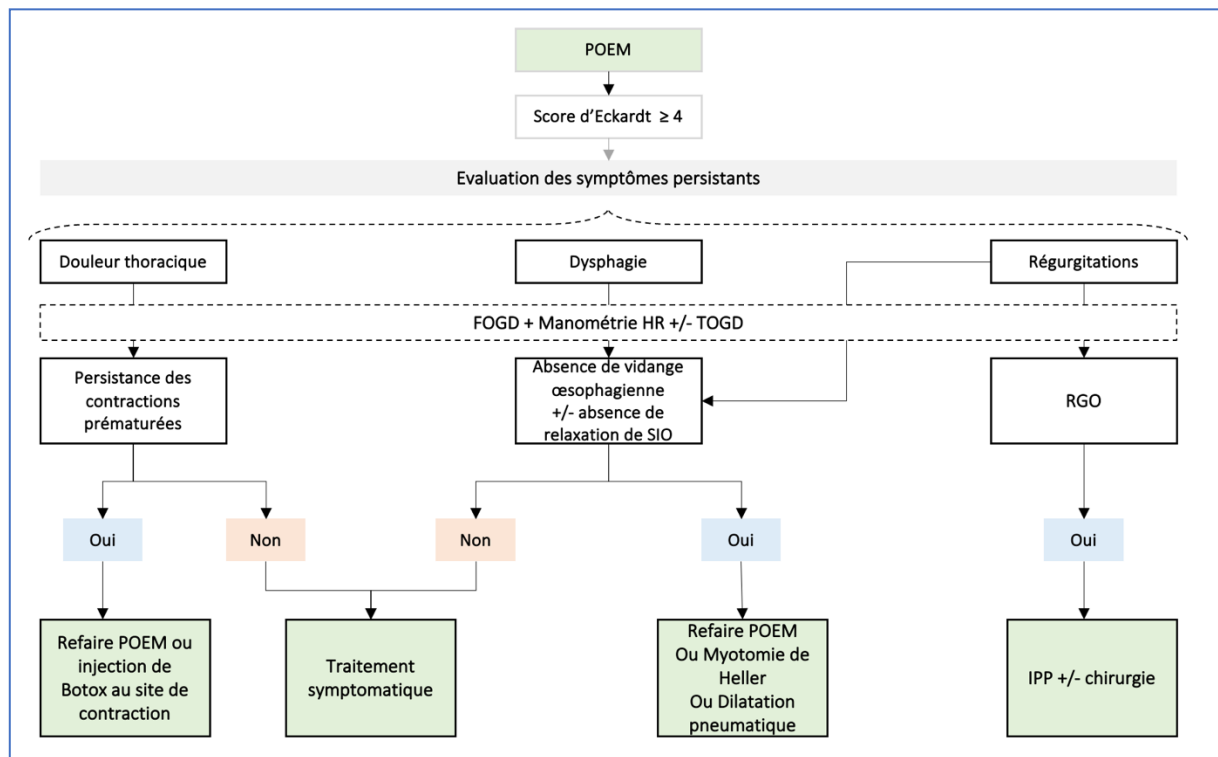 POEM
Score d'Eckardt ≥ 4
Evaluation des symptômes persistants
Douleur thoracique
Dysphagie
Régurgitations
FOGD + Manométrie HR +/- TOGD
Persistance des
contractions
prématurées
Absence de vidange
œsophagienne
+/- absence de
relaxation de SIO
RGO
Oui
Non
Non
Oui
Oui
Refaire POEM ou
injection de
Botox au site de
contraction
Traitement
symptomatique
Refaire POEM
Ou Myotomie de
Heller
Ou Dilatation
pneumatique
IPP +/- chirurgie